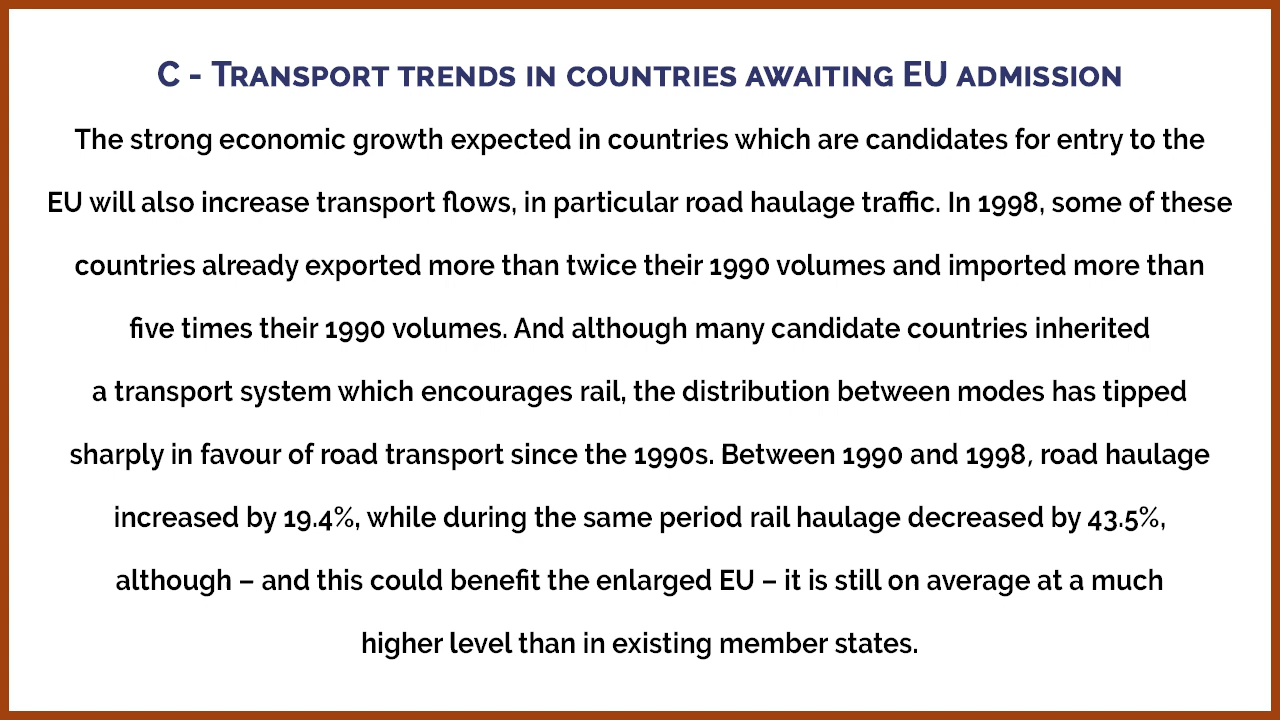 C - Transport trends in countries awaiting EU admission
The strong economic growth expected in countries which are candidates for entry to the
EU will also increase transport flows, in particular road haulage traffic. In 1998, some of these
countries already exported more than twice their 1990 volumes and imported more than
five times their 1990 volumes. And although many candidate countries inherited
a transport system which encourages rail, the distribution between modes has tipped
sharply in favour of road transport since the 1990s. Between 1990 and 1998, road haulage
increased by 19.4%, while during the same period rail haulage decreased by 43.5%,
although – and this could benefit the enlarged EU – it is still on average at a much
higher level than in existing member states.